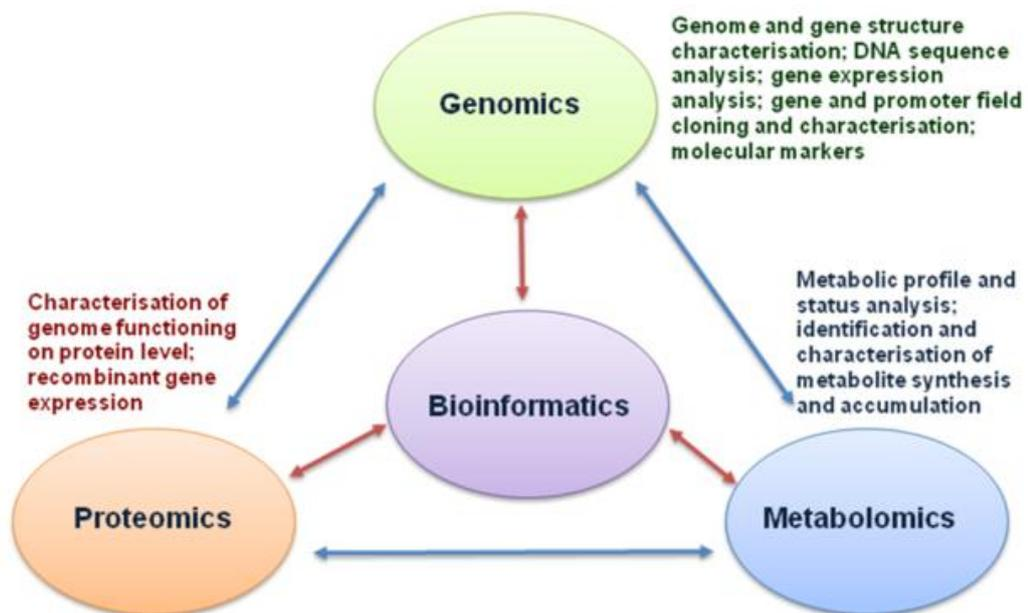 Genomics
Genome and gene structure
characterisation; DNA sequence
analysis; gene expression
analysis; gene and promoter field
cloning and characterisation;
molecular markers
Characterisation of
genome functioning
on protein level;
recombinant gene
expression
Metabolic profile and
status analysis;
identification and
characterisation of
metabolite synthesis
and accumulation
Bioinformatics
Proteomics
Metabolomics